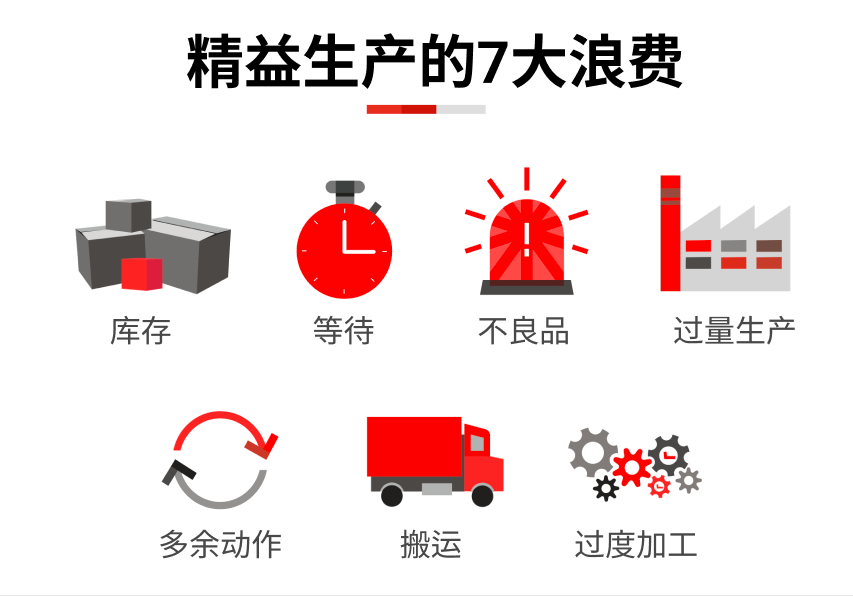 精益生产的7大浪费
库存
等待
不良品
过量生产
多余动作
搬运
过度加工